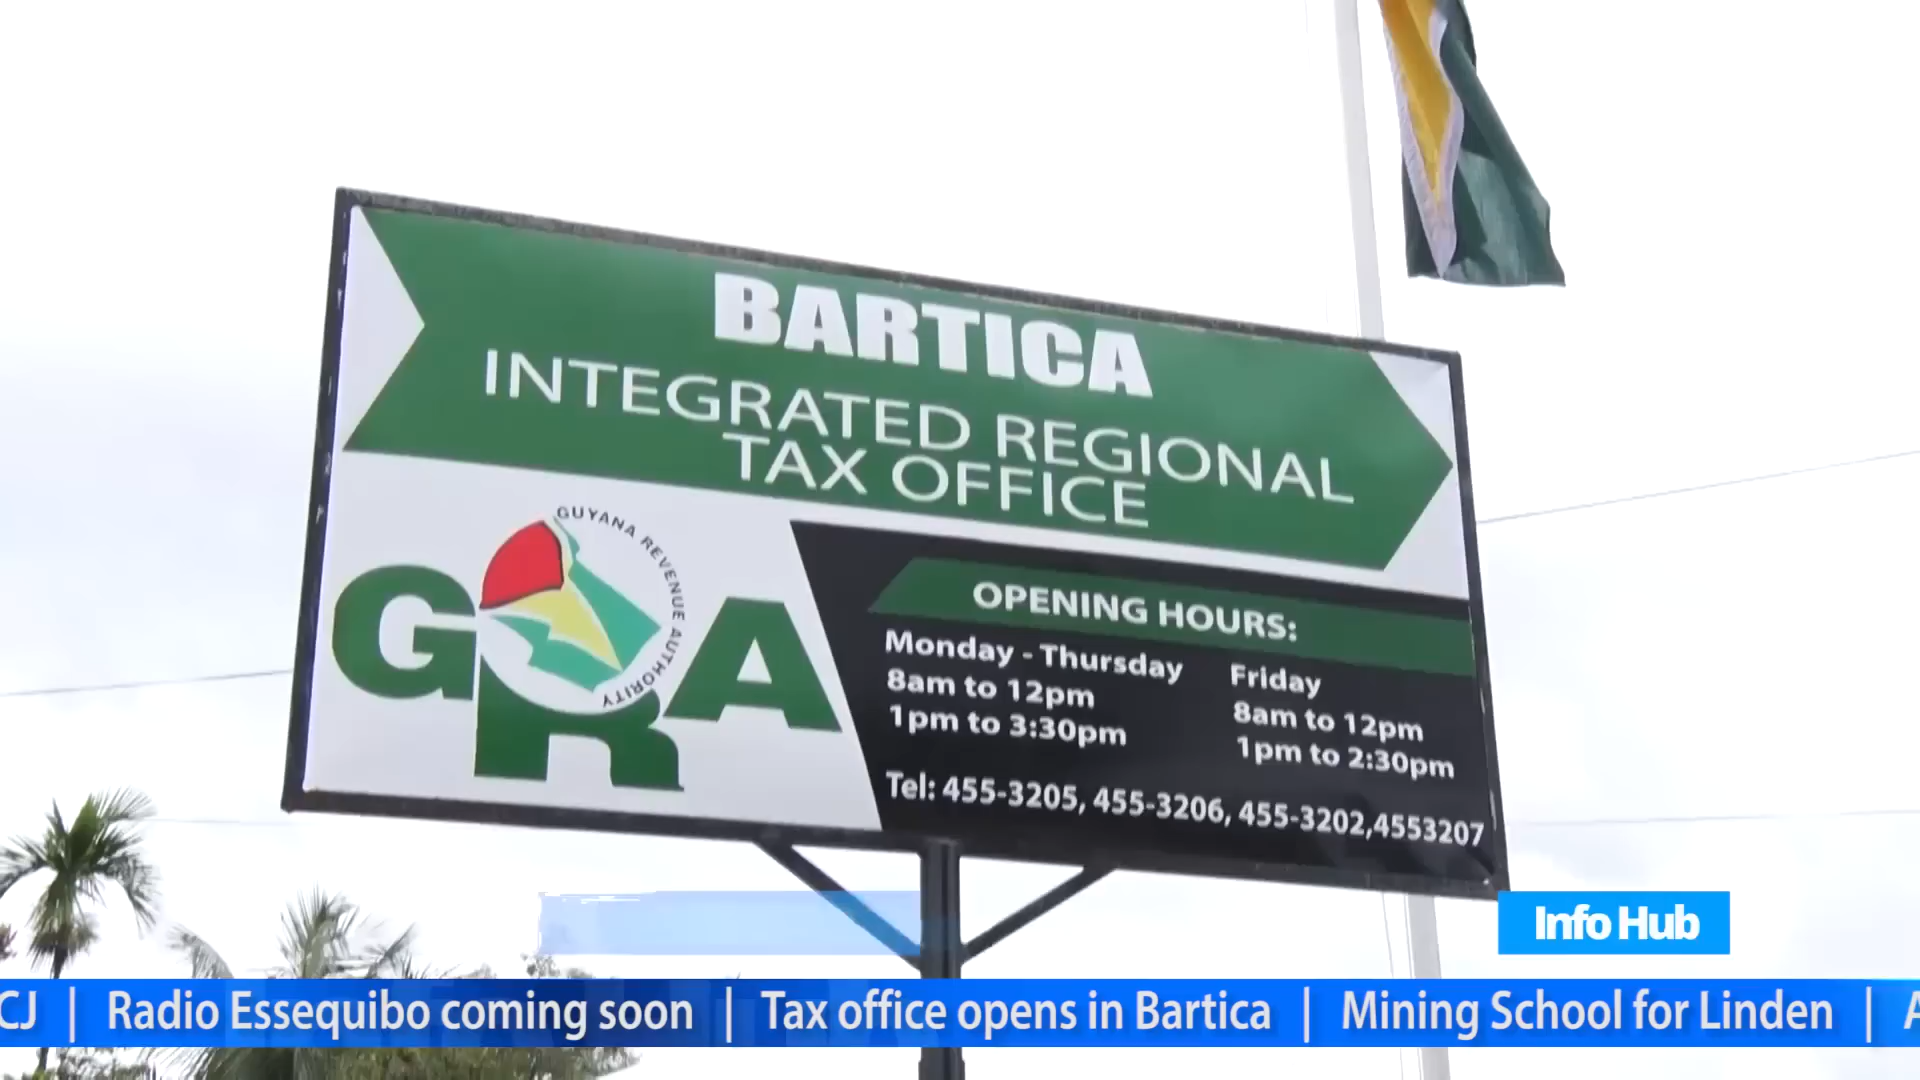 BARTICA
INTEGRATED REGIONAL
TAX OFFICE
GRA
GUYANA REVENUE AUTHORITY
OPENING HOURS:
Monday - Thursday
8am to 12pm
1pm to 3:30pm
Friday
8am to 12pm
1pm to 2:30pm
Tel: 455-3205, 455-3206, 455-3202,4553207
Info Hub
CJ | Radio Essequibo coming soon | Tax office opens in Bartica | Mining School for Linden | A